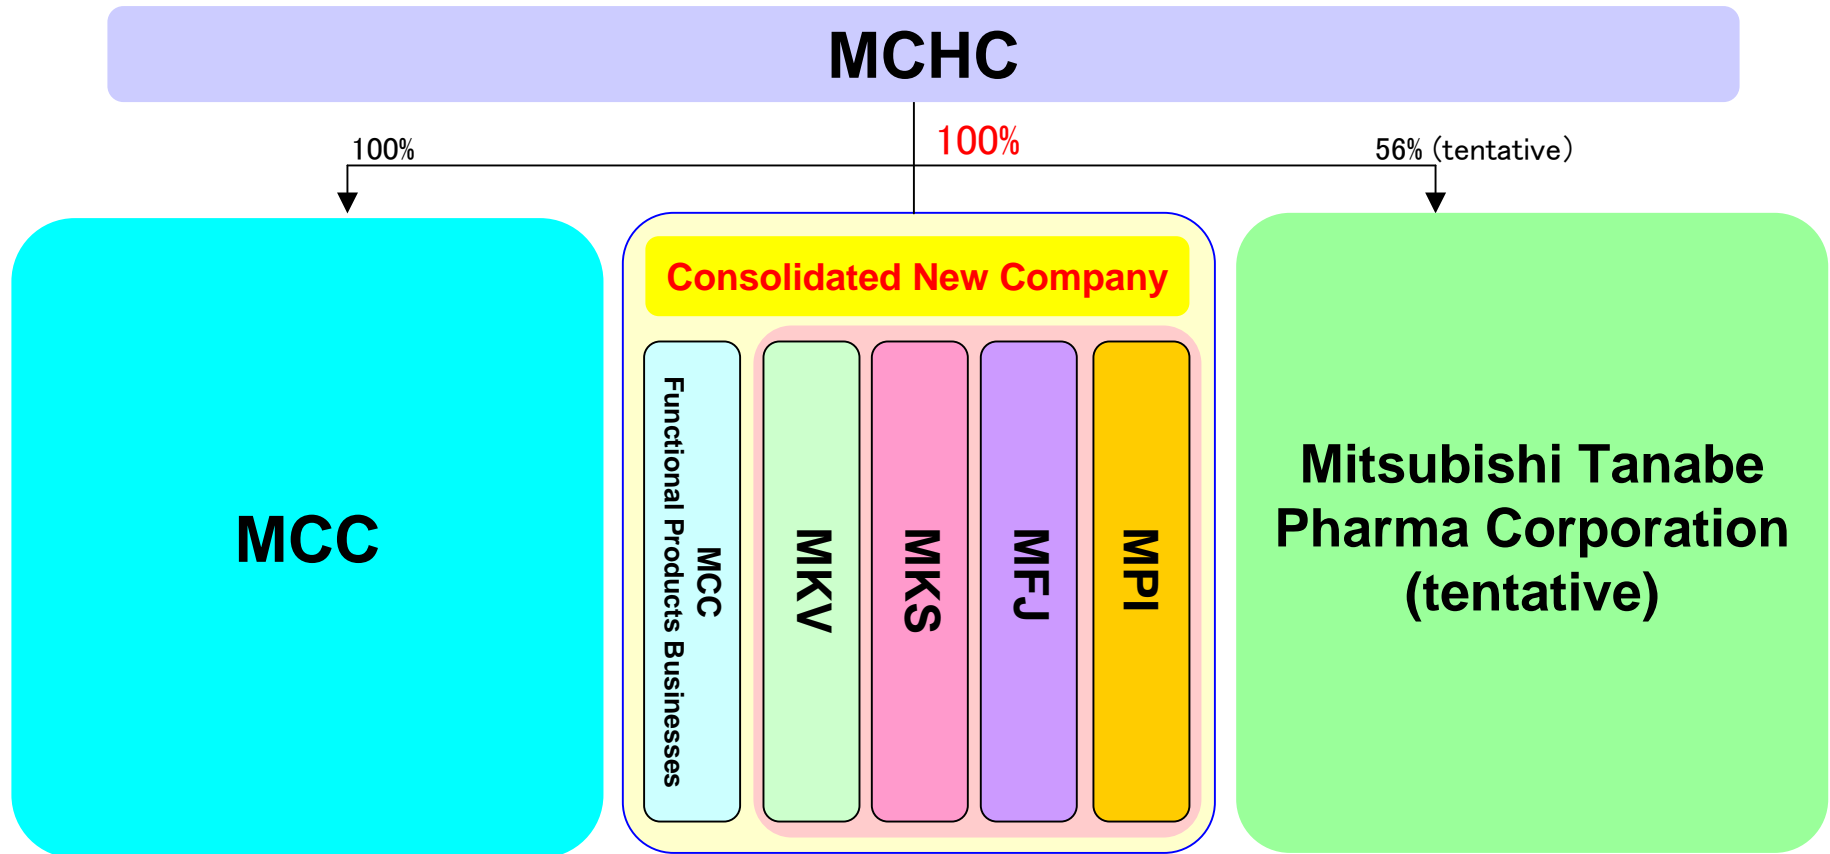 MCHC
100%
100%
56% (tentative)
Consolidated New Company
MCC
MCC
Functional Products Businesses
MKV
MKS
MFJ
MPI
Mitsubishi Tanabe
Pharma Corporation
(tentative)